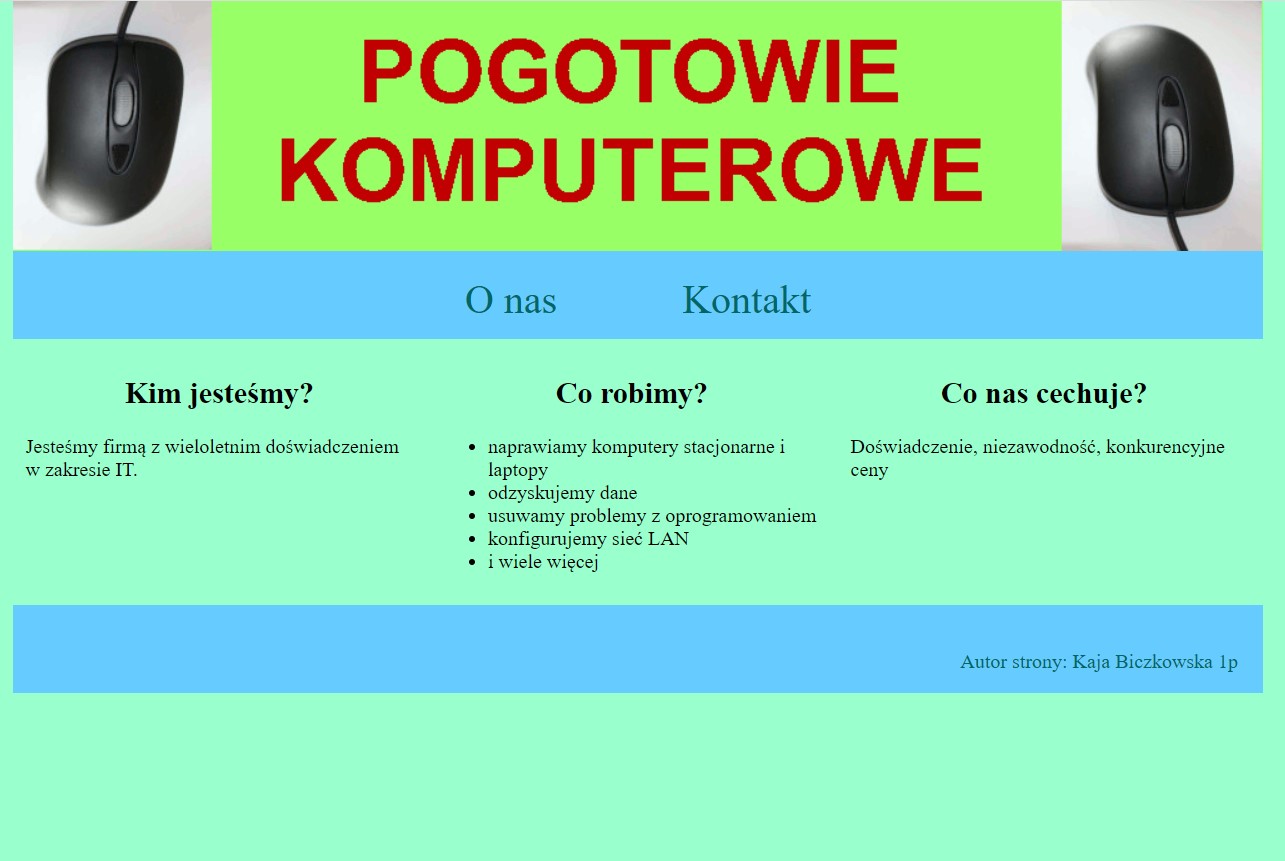 POGOTOWIE
KOMPUTEROWE
O nas Kontakt
Kim jesteśmy?
Jesteśmy firmą z wieloletnim doświadczeniem
w zakresie IT.
Co robimy?
• naprawiamy komputery stacjonarne i
laptopy
• odzyskujemy dane
• usuwamy problemy z oprogramowaniem
• konfigurujemy sieć LAN
• i wiele więcej
Co nas cechuje?
Doświadczenie, niezawodność, konkurencyjne
ceny
Autor strony: Kaja Biczkowska 1p